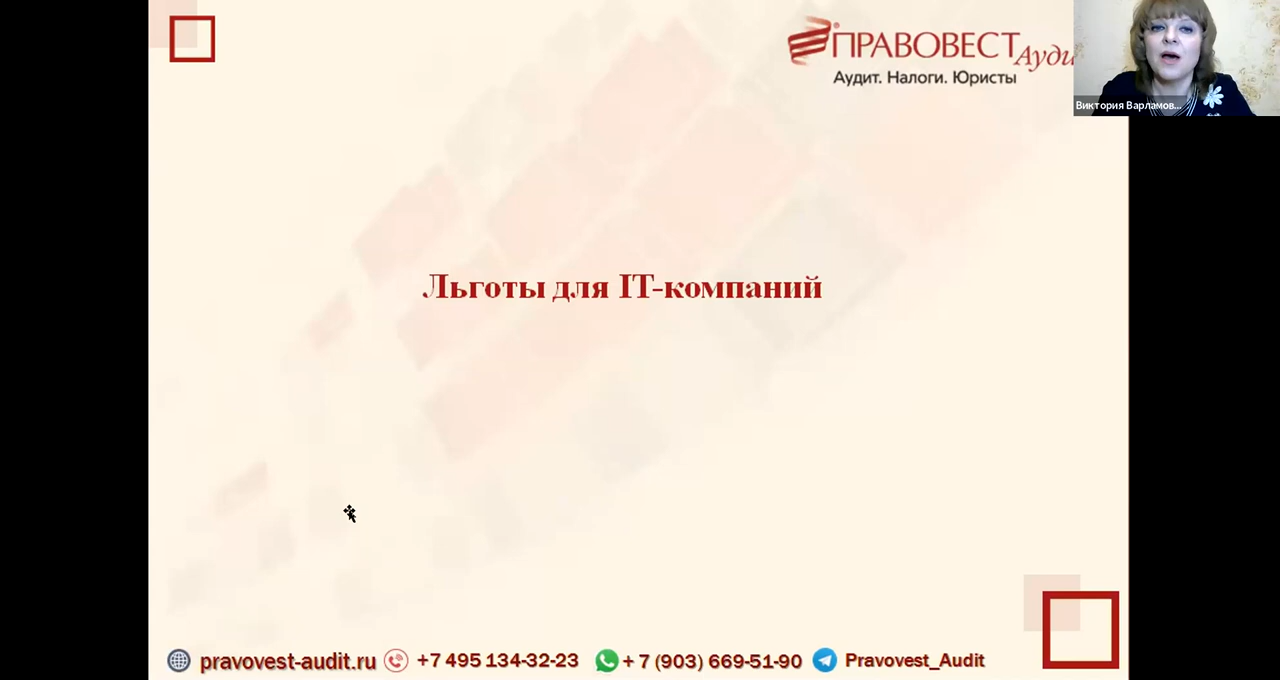 ПРАВОВЕСТ Ауди
Аудит. Налоги. Юристы
Виктория Варламов...
Льготы для IT-компаний
pravovest-audit.ru +7 495 134-32-23 + 7 (903) 669-51-90 Pravovest_Audit